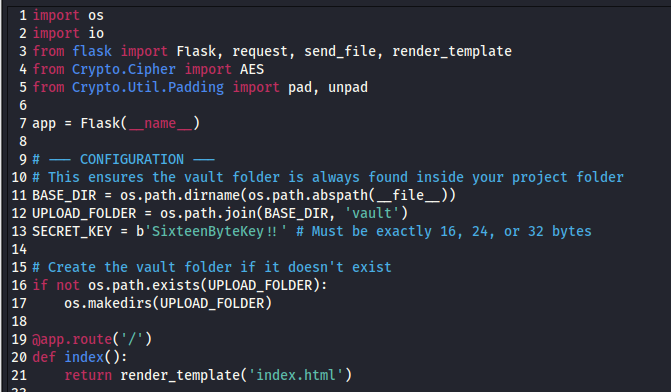 1 import os
2 import io
3 from flask import Flask, request, send_file, render_template
4 from Crypto.Cipher import AES
5 from Crypto.Util.Padding import pad, unpad
6
7 app = Flask(__name__)
8
9 # --- CONFIGURATION ---
10 # This ensures the vault folder is always found inside your project folder
11 BASE_DIR = os.path.dirname(os.path.abspath(__file__))
12 UPLOAD_FOLDER = os.path.join(BASE_DIR, 'vault')
13 SECRET_KEY = b'SixteenByteKey!!' # Must be exactly 16, 24, or 32 bytes
14
15 # Create the vault folder if it doesn't exist
16 if not os.path.exists(UPLOAD_FOLDER):
17     os.makedirs(UPLOAD_FOLDER)
18
19 @app.route('/')
20 def index():
21     return render_template('index.html')